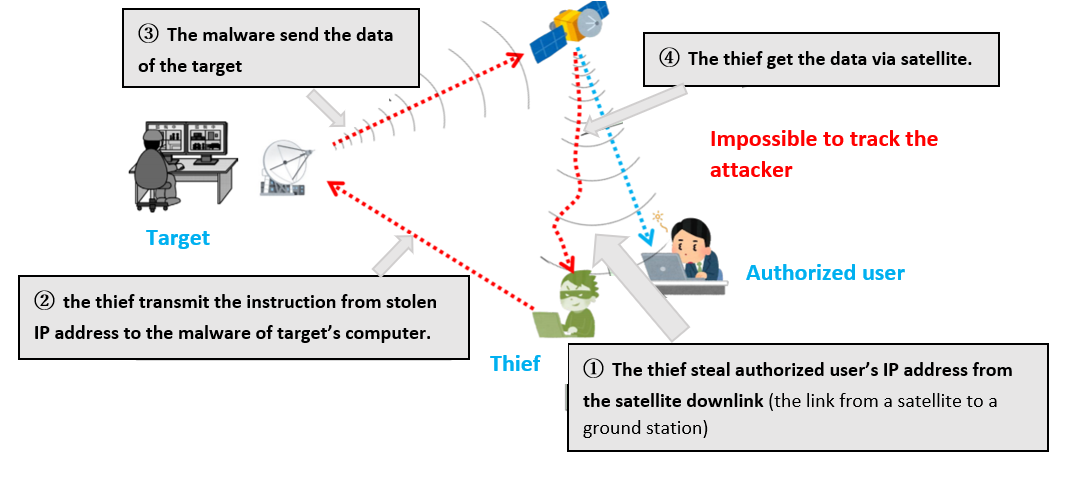 ③ The malware send the data
of the target
④ The thief get the data via satellite.
Impossible to track the
attacker
Target
Authorized user
② the thief transmit the instruction from stolen
IP address to the malware of target’s computer.
Thief
① The thief steal authorized user’s IP address from
the satellite downlink (the link from a satellite to a
ground station)